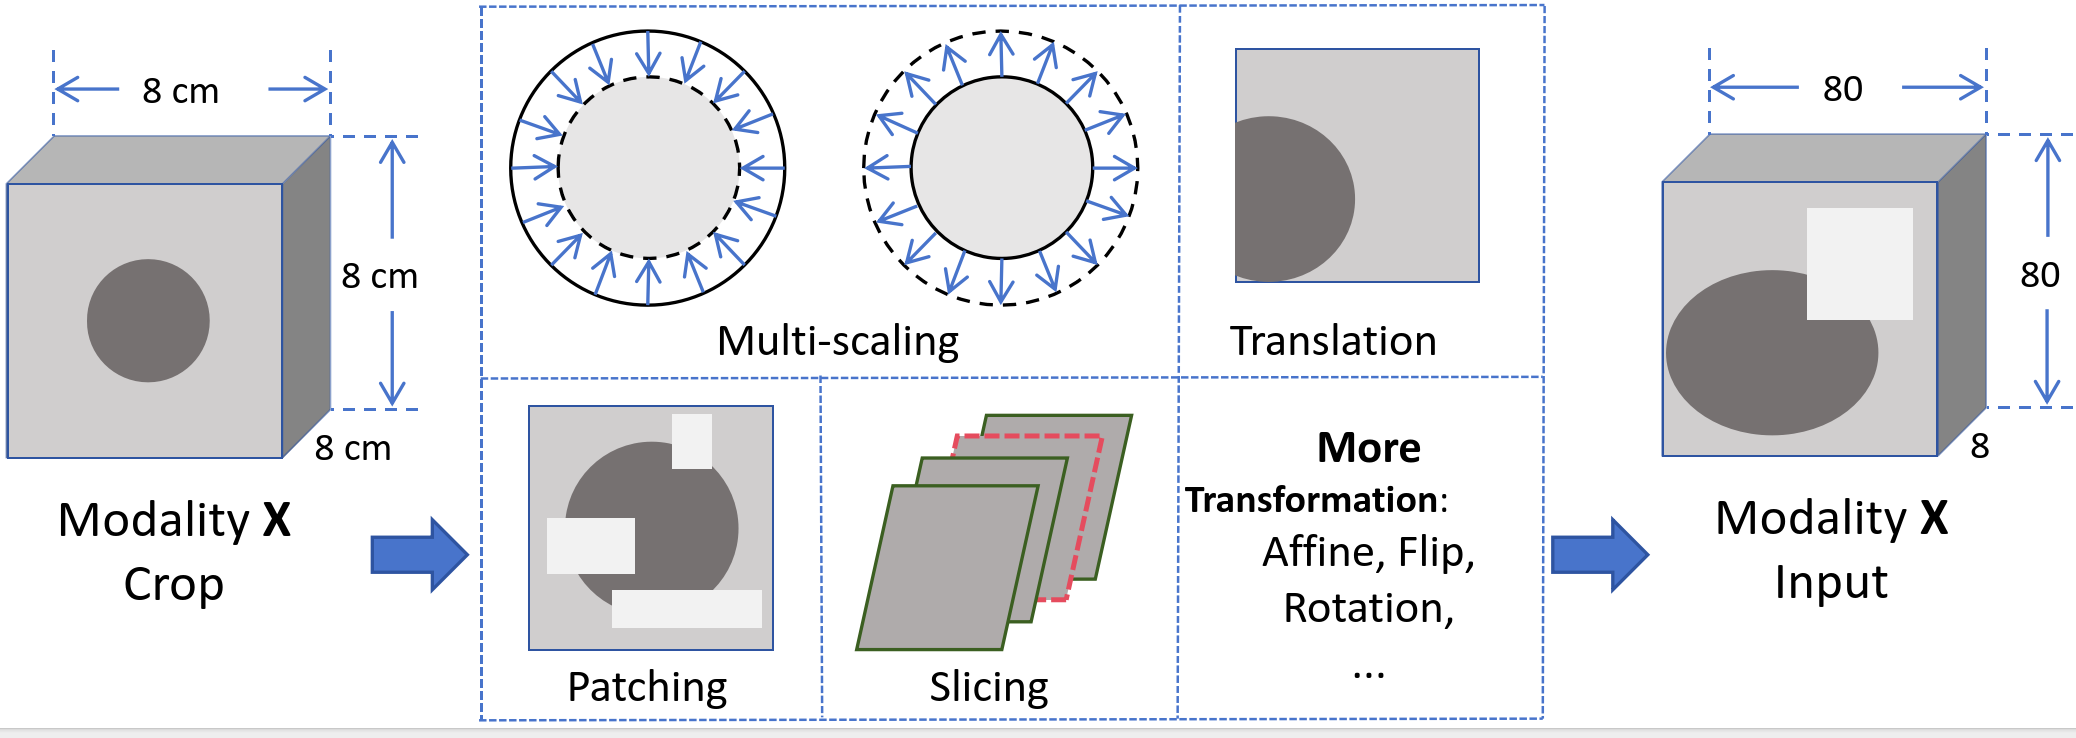 8 cm
8 cm
8 cm
Modality X
Crop
Multi-scaling
Translation
Patching
Slicing
More
Transformation:
Affine, Flip,
Rotation,
...
80
80
8
Modality X
Input